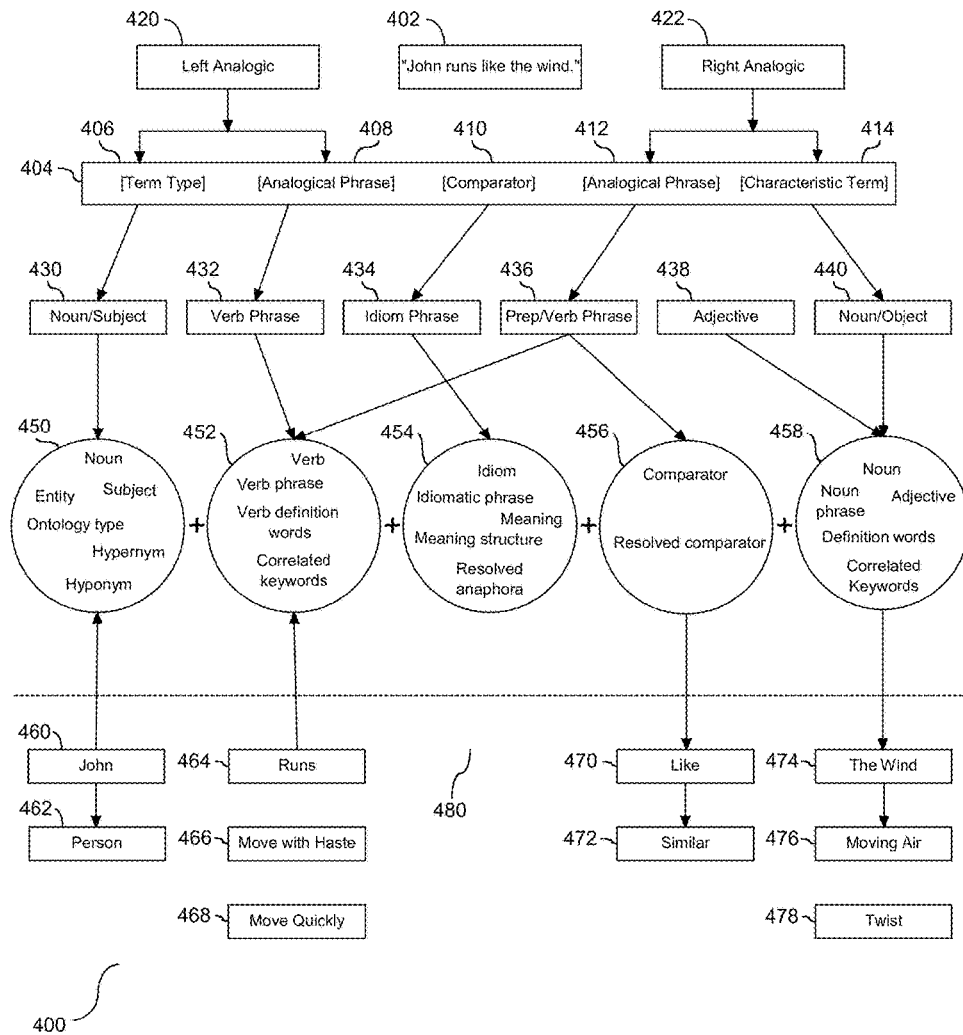 420
402
422
Left Analogic
"John runs like the wind."
Right Analogic
406
408
410
412
414
404
[Term Type]
[Analogical Phrase]
[Comparator]
[Analogical Phrase]
[Characteristic Term]
430
432
434
436
438
440
Noun/Subject
Verb Phrase
Idiom Phrase
Prep/Verb Phrase
Adjective
Noun/Object
450
Noun
Entity
Subject
Ontology type
Hypernym
Hyponym
+
452
Verb
Verb phrase
Verb definition
words
Correlated
keywords
+
454
Idiom
Idiomatic phrase
Meaning
Meaning structure
Resolved
anaphora
+
456
Comparator
Resolved comparator
+
458
Noun
Noun
phrase
Adjective
Definition words
Correlated
Keywords
460
John
464
Runs
480
470
Like
474
The Wind
462
Person
466
Move with Haste
472
Similar
476
Moving Air
468
Move Quickly
478
Twist
400